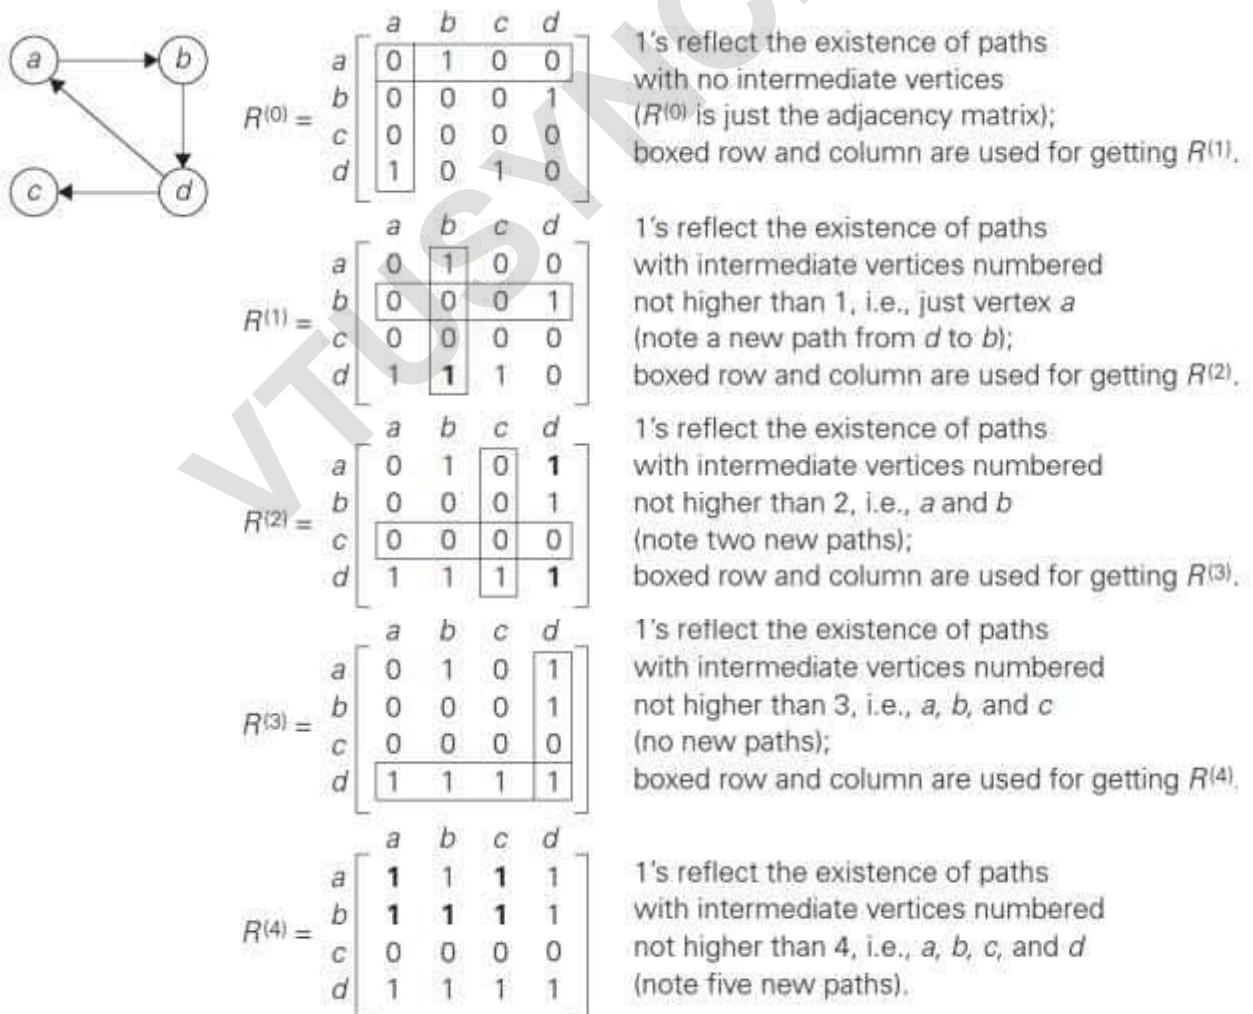 a b
c d
a b c d
a 0 1 0 0
b 0 0 0 1
R(0) =
c 0 0 0 0
d 1 0 1 0
1's reflect the existence of paths
with no intermediate vertices
(R(0) is just the adjacency matrix);
boxed row and column are used for getting R(1).
a b c d
a 0 1 0 0
b 0 0 0 1
R(1) =
c 0 0 0 0
d 1 1 1 0
1's reflect the existence of paths
with intermediate vertices numbered
not higher than 1, i.e., just vertex a
(note a new path from d to b);
boxed row and column are used for getting R(2).
a b c d
a 0 1 0 1
b 0 0 0 1
R(2) =
c 0 0 0 0
d 1 1 1 1
1's reflect the existence of paths
with intermediate vertices numbered
not higher than 2, i.e., a and b
(note two new paths);
boxed row and column are used for getting R(3).
a b c d
a 0 1 0 1
b 0 0 0 1
R(3) =
c 0 0 0 0
d 1 1 1 1
1's reflect the existence of paths
with intermediate vertices numbered
not higher than 3, i.e., a, b, and c
(no new paths);
boxed row and column are used for getting R(4).
a b c d
a 1 1 1 1
b 1 1 1 1
R(4) =
c 0 0 0 0
d 1 1 1 1
1's reflect the existence of paths
with intermediate vertices numbered
not higher than 4, i.e., a, b, c, and d
(note five new paths).
VTUSYNC